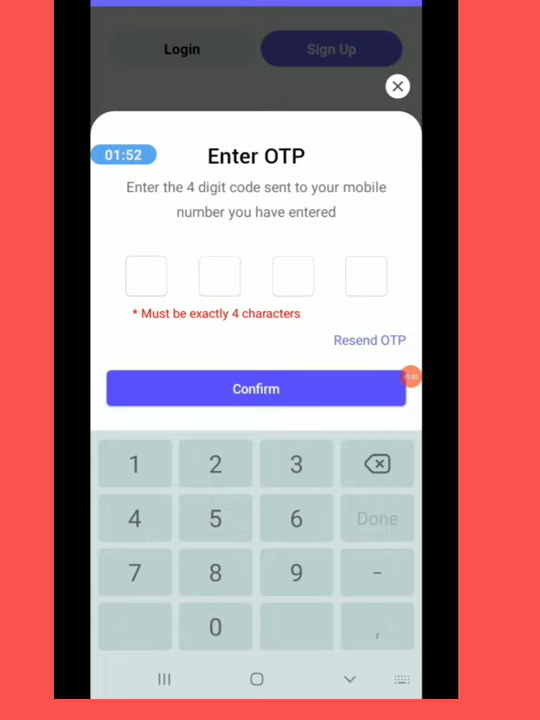 Login
Sign Up
01:52
Enter OTP
Enter the 4 digit code sent to your mobile
number you have entered
* Must be exactly 4 characters
Resend OTP
01:52
Confirm
1 2 3
4 5 6 Done
7 8 9 -
0 ,